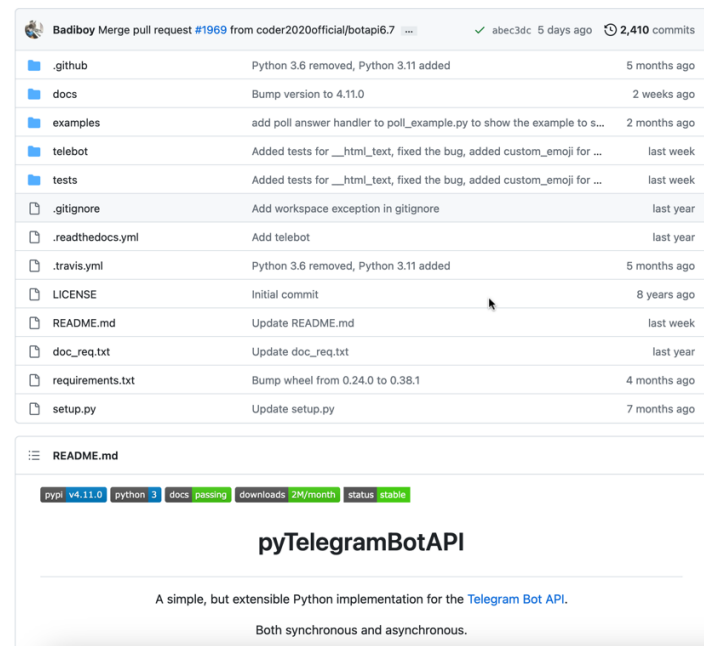 Badiboy Merge pull request #1969 from coder2020official/botapi6.7 ... abec3dc 5 days ago 2,410 commits
.github Python 3.6 removed, Python 3.11 added 5 months ago
docs Bump version to 4.11.0 2 weeks ago
examples add poll answer handler to poll_example.py to show the example to s... 2 months ago
telebot Added tests for __html_text, fixed the bug, added custom_emoji for ... last week
tests Added tests for __html_text, fixed the bug, added custom_emoji for ... last week
.gitignore Add workspace exception in gitignore last year
.readthedocs.yml Add telebot last year
.travis.yml Python 3.6 removed, Python 3.11 added 5 months ago
LICENSE Initial commit 8 years ago
README.md Update README.md last week
doc_req.txt Update doc_req.txt last year
requirements.txt Bump wheel from 0.24.0 to 0.38.1 4 months ago
setup.py Update setup.py 7 months ago
README.md
pypi v4.11.0 python 3 docs passing downloads 2M/month status stable
pyTelegramBotAPI
A simple, but extensible Python implementation for the Telegram Bot API.
Both synchronous and asynchronous.